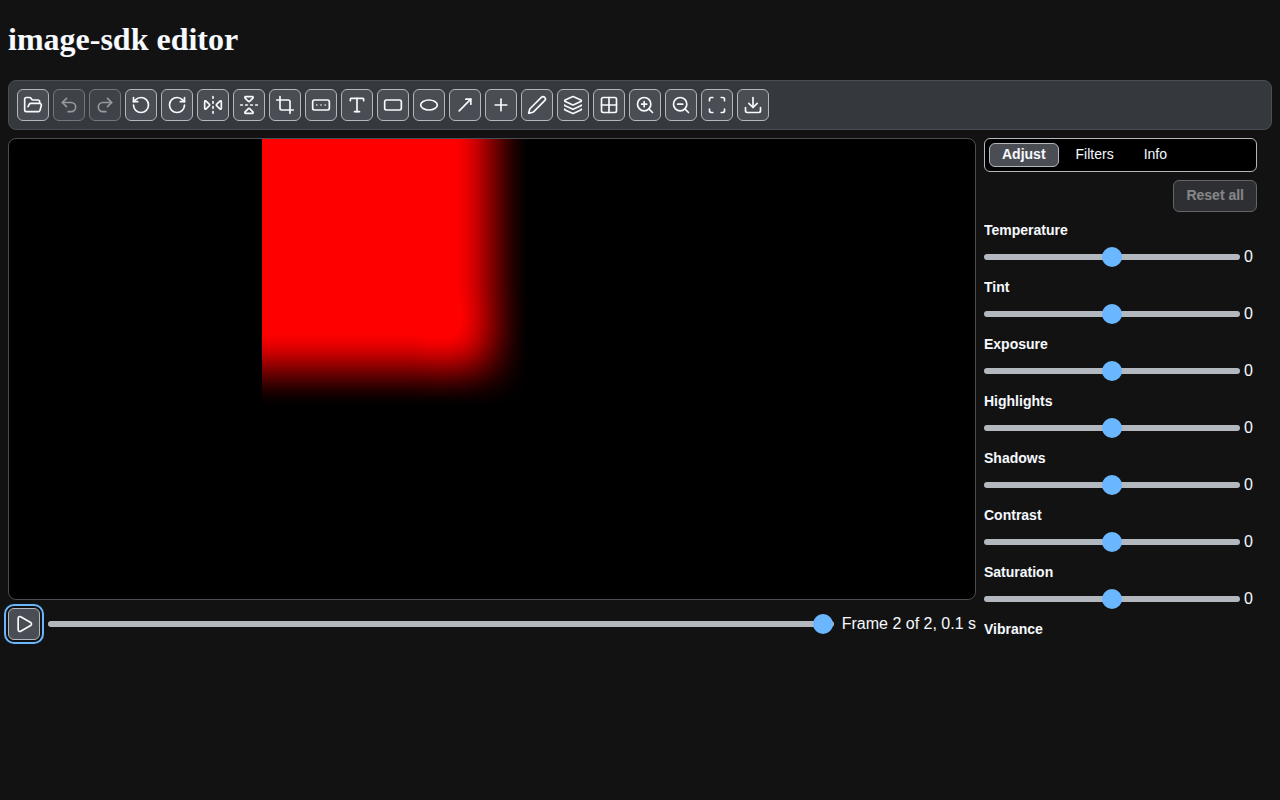 image-sdk editor
Adjust Filters Info
Reset all
Temperature
0
Tint
0
Exposure
0
Highlights
0
Shadows
0
Contrast
0
Saturation
0
Vibrance
Frame 2 of 2, 0.1 s